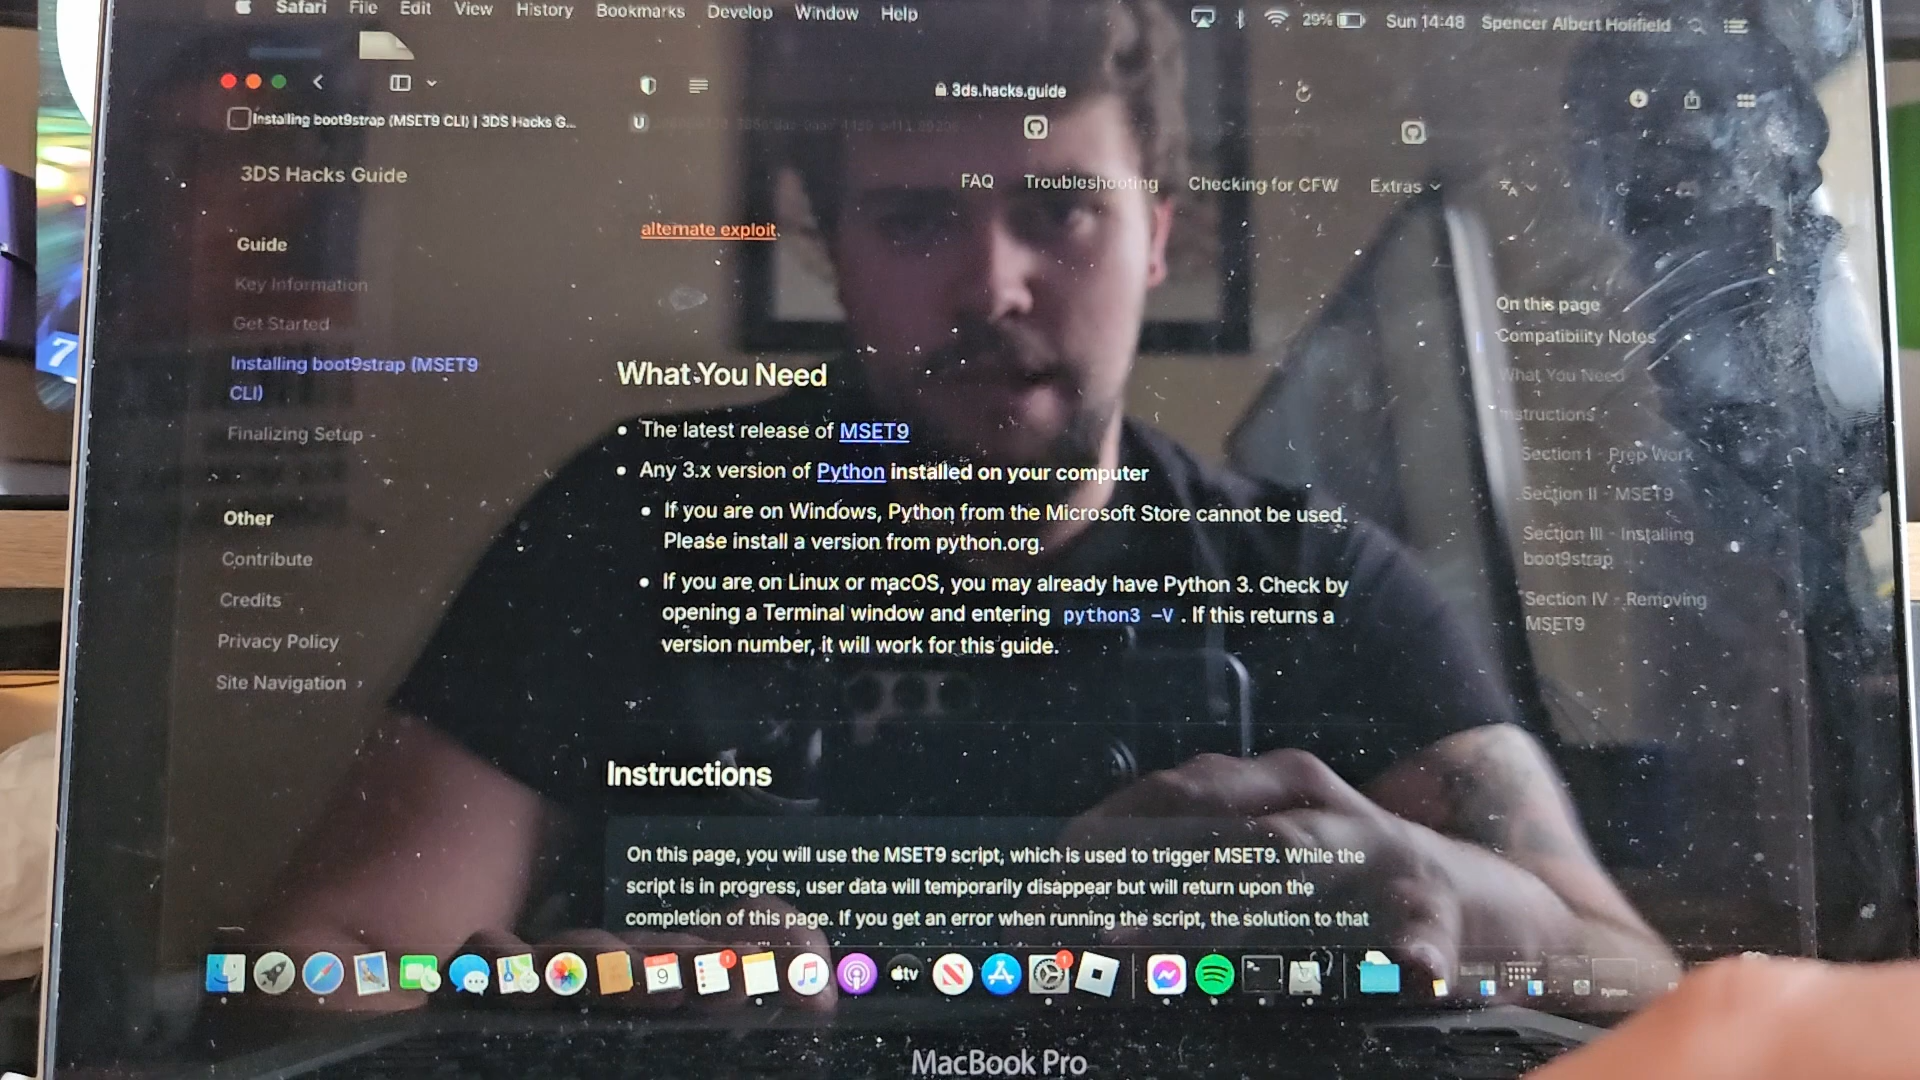 Safari File Edit View History Bookmarks Develop Window Help
29% Sun 14:48 Spencer Albert Holifield
3ds.hacks.guide
Installing boot9strap (MSET9 CLI) | 3DS Hacks G...
U
3DS Hacks Guide
FAQ Troubleshooting Checking for CFW Extras
alternate exploit.
Guide
Key Information
Get Started
Installing boot9strap (MSET9
CLI)
Finalizing Setup
Other
Contribute
Credits
Privacy Policy
Site Navigation
What You Need
The latest release of MSET9
Any 3.x version of Python installed on your computer
If you are on Windows, Python from the Microsoft Store cannot be used.
Please install a version from python.org.
If you are on Linux or macOS, you may already have Python 3. Check by
opening a Terminal window and entering python3 -V . If this returns a
version number, it will work for this guide.
Instructions
On this page, you will use the MSET9 script, which is used to trigger MSET9. While the
script is in progress, user data will temporarily disappear but will return upon the
completion of this page. If you get an error when running the script, the solution to that
On this page
Compatibility Notes
What You Need
Instructions
Section I - Prep Work
Section II - MSET9
Section III - Installing
boot9strap
Section IV - Removing
MSET9
9
tv
MacBook Pro
7